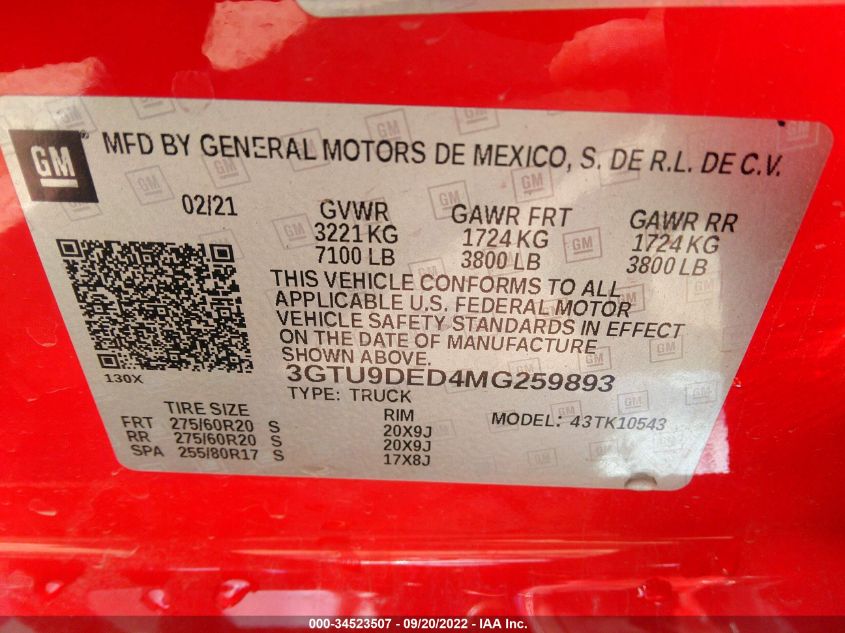 GM
MFD BY GENERAL MOTORS DE MEXICO, S. DE R.L. DE C.V.
02/21 GVWR GAWR FRT GAWR RR
3221 KG 1724 KG 1724 KG
7100 LB 3800 LB 3800 LB
THIS VEHICLE CONFORMS TO ALL
APPLICABLE U.S. FEDERAL MOTOR
VEHICLE SAFETY STANDARDS IN EFFECT
ON THE DATE OF MANUFACTURE
SHOWN ABOVE.
130X
3GTU9DED4MG259893
TYPE: TRUCK
MODEL: 43TK10543
TIRE SIZE RIM
FRT 275/60R20 S 20X9J
RR 275/60R20 S 20X9J
SPA 255/80R17 S 17X8J
000-34523507 - 09/20/2022 - IAA Inc.